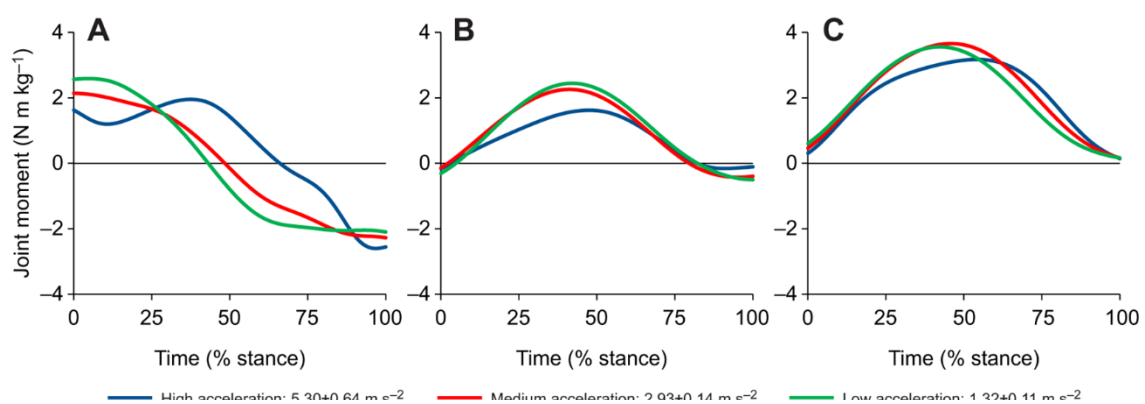 A
B
C
Joint moment (N m kg⁻¹)
4
2
0
–2
–4
4
2
0
–2
–4
4
2
0
–2
–4
0 25 50 75 100
0 25 50 75 100
0 25 50 75 100
Time (% stance)
Time (% stance)
Time (% stance)
High acceleration: 5.30±0.64 m s⁻²
Medium acceleration: 2.93±0.14 m s⁻²
Low acceleration: 1.32±0.11 m s⁻²